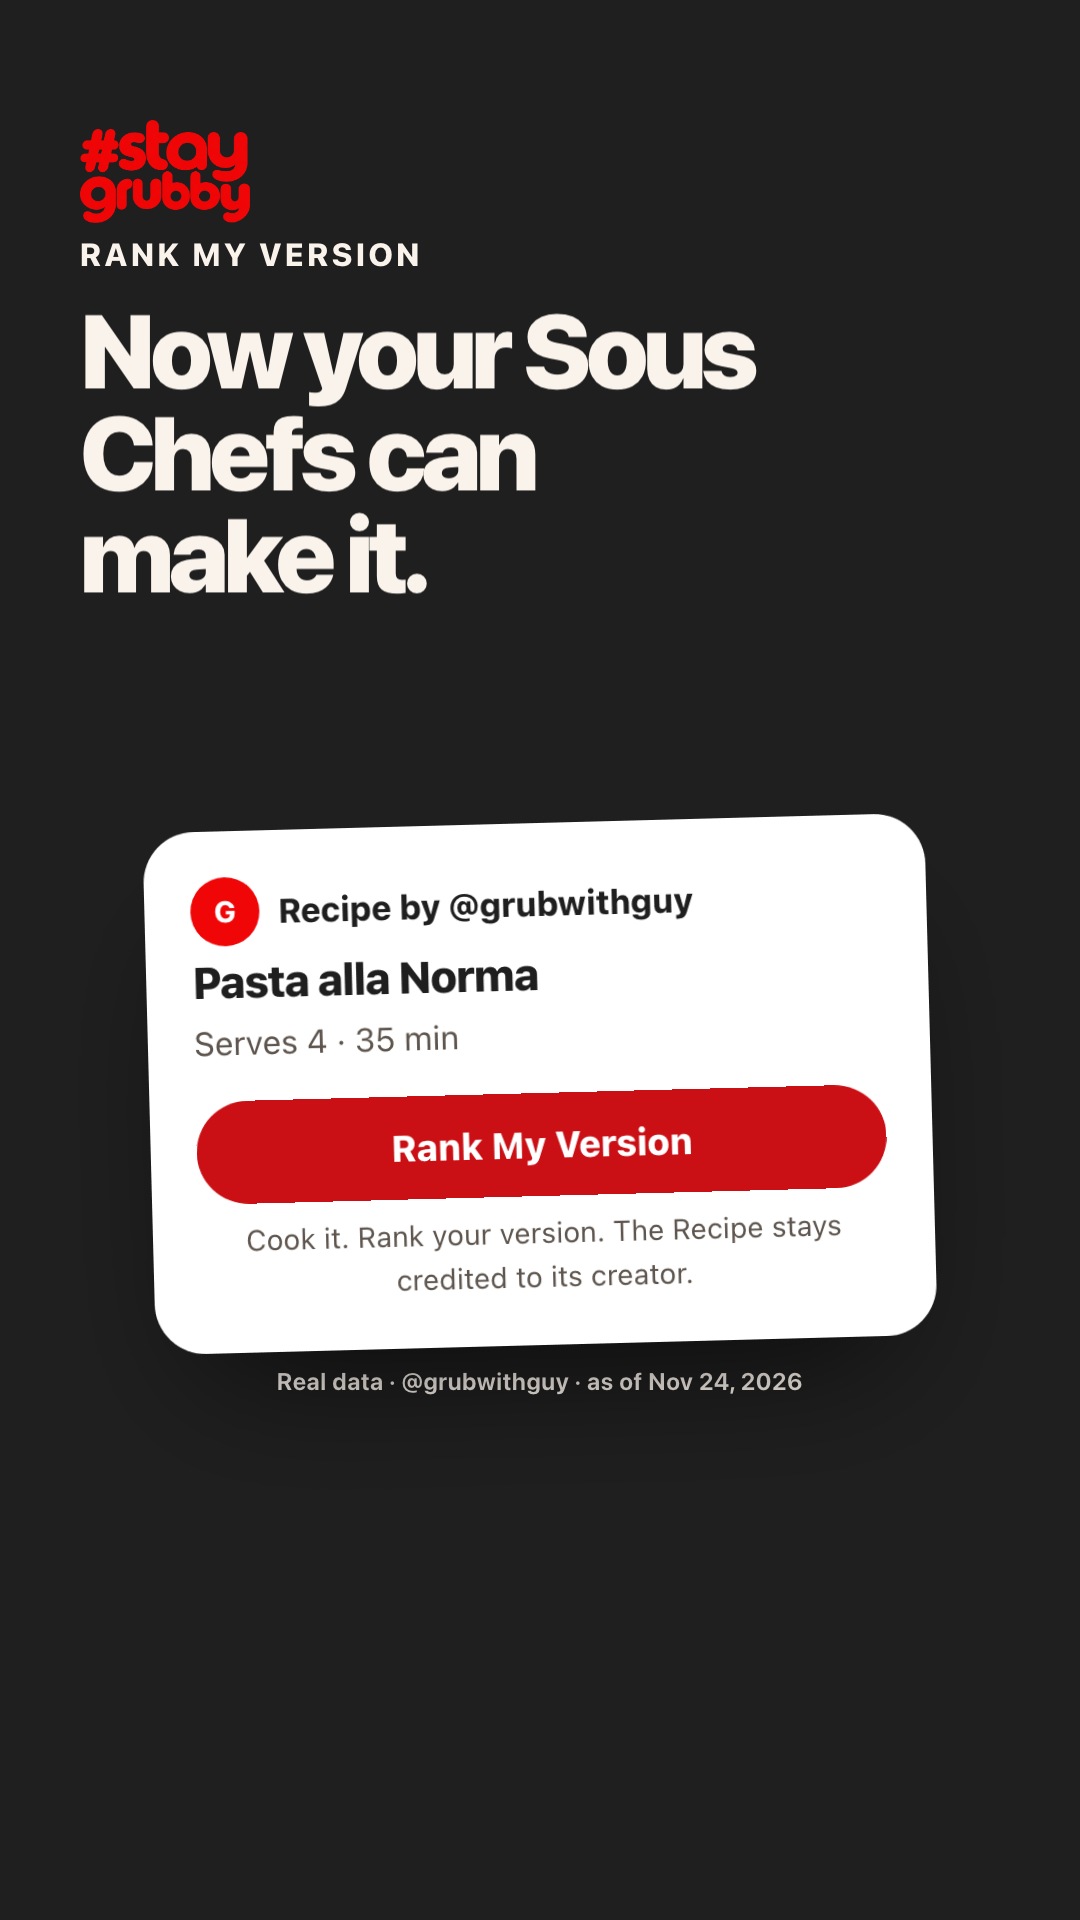 #stay
grubby
RANK MY VERSION
Now your Sous
Chefs can
make it.
G
Recipe by @grubwithguy
Pasta alla Norma
Serves 4 · 35 min
Rank My Version
Cook it. Rank your version. The Recipe stays
credited to its creator.
Real data · @grubwithguy · as of Nov 24, 2026